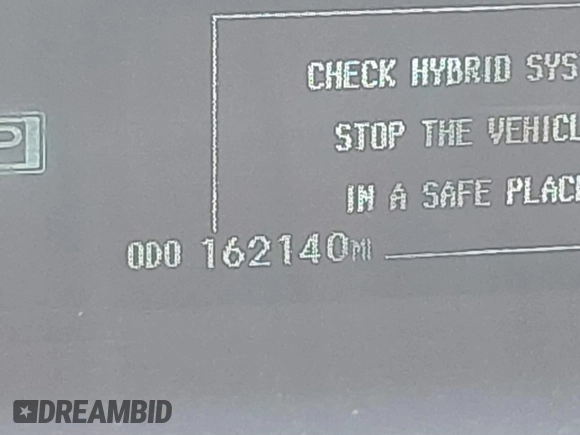 CHECK HYBRID SYS
STOP THE VEHICL
IN A SAFE PLAC
P
ODO 162140MI
DREAMBID